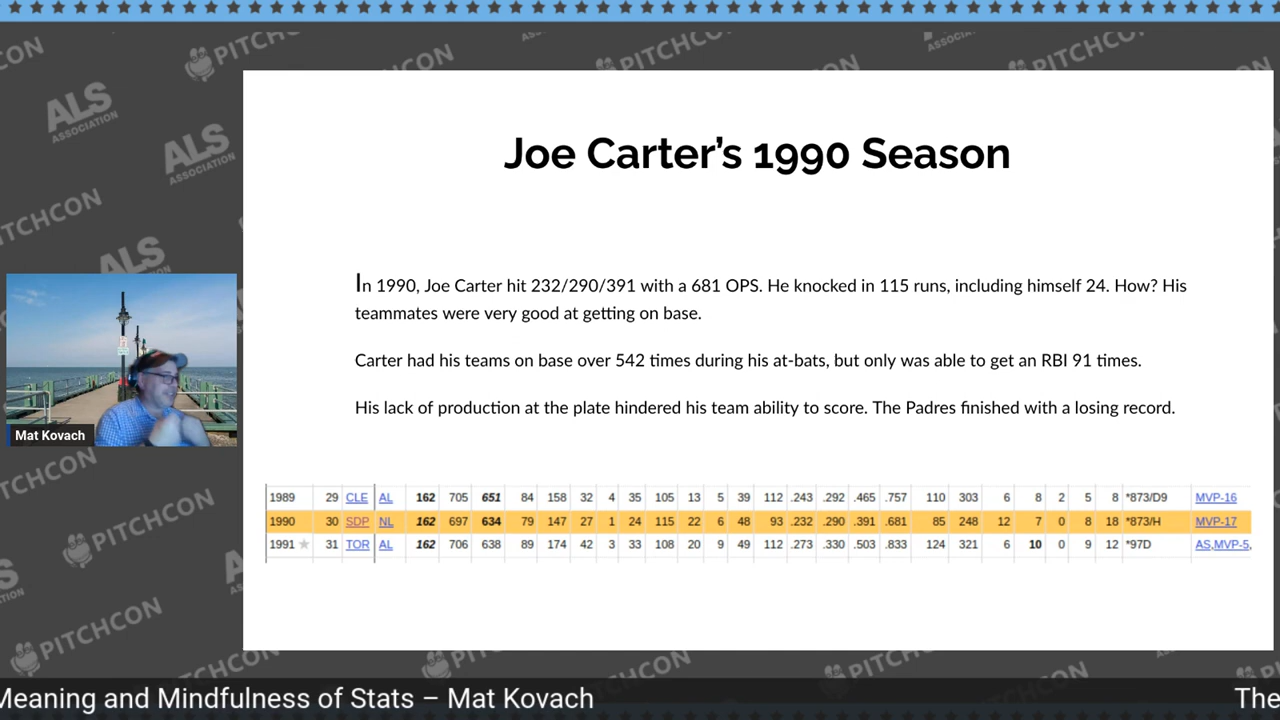 Joe Carter’s 1990 Season
In 1990, Joe Carter hit 232/290/391 with a 681 OPS. He knocked in 115 runs, including himself 24. How? His
teammates were very good at getting on base.
Carter had his teams on base over 542 times during his at-bats, but only was able to get an RBI 91 times.
His lack of production at the plate hindered his team ability to score. The Padres finished with a losing record.
1989 29 CLE AL 162 705 651 84 158 32 4 35 105 13 5 39 112 .243 .292 .465 .757 110 303 6 8 2 5 8 *873/D9 MVP-16
1990 30 SDP NL 162 697 634 79 147 27 1 24 115 22 6 48 93 .232 .290 .391 .681 85 248 12 7 0 8 18 *873/H MVP-17
1991 31 TOR AL 162 706 638 89 174 42 3 33 108 20 9 49 112 .273 .330 .503 .833 124 321 6 10 0 9 12 *97D AS,MVP-5,
Mat Kovach
Meaning and Mindfulness of Stats – Mat Kovach
The
PITCHCON
ALS
ASSOCIATION
ALS
ASSOCIATION
PITCHCON
ALS
PITCHCON
PITCHCON
PITCHCON
PITCHCON
PITCHCON